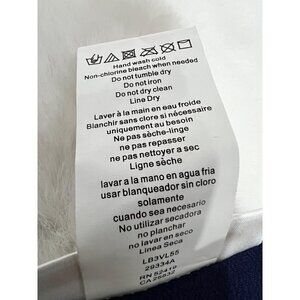 Hand wash cold
Non-chlorine bleach when needed
Do not tumble dry
Do not iron
Do not dry clean
Line Dry
Laver à la main en eau froide
Blanchir sans clore si nécessaire
uniquement au besoin
Ne pas sèche-linge
ne pas repasser
ne pas nettoyer a sec
Ligne sèche
lavar a la mano en agua fria
usar blanqueador sin cloro
solamente
cuando sea necesario
No utilizar secadora
no planchar
no lavar en seco
Linea Seca
LB3VL55
29334A
RN 52419
CA 25832